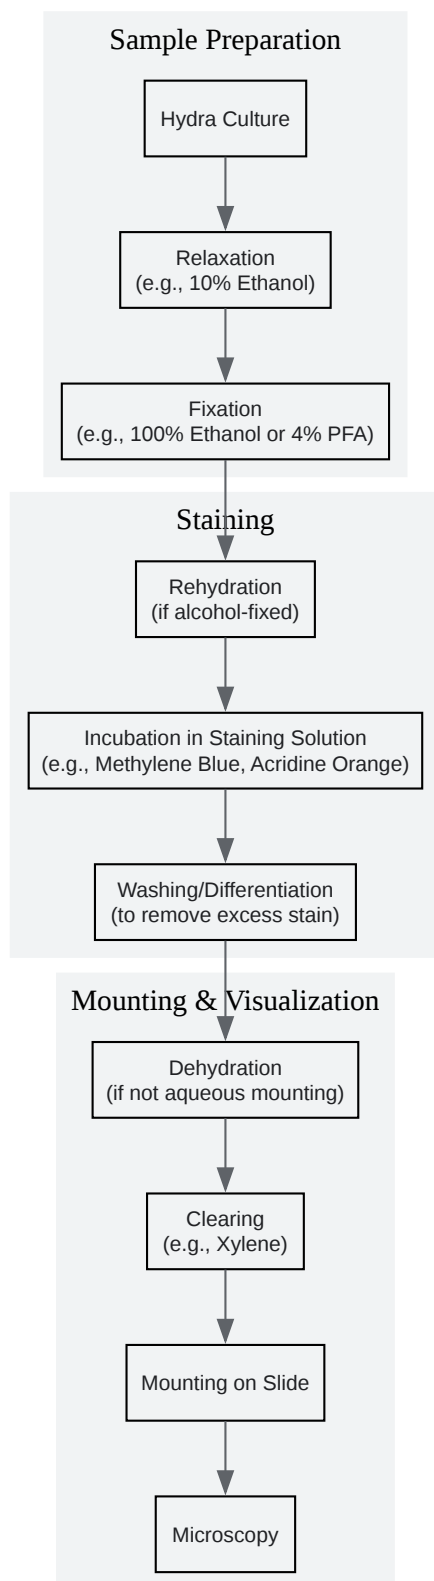 Sample Preparation
Hydra Culture
Relaxation
(e.g., 10% Ethanol)
Fixation
(e.g., 100% Ethanol or 4% PFA)
Staining
Rehydration
(if alcohol-fixed)
Incubation in Staining Solution
(e.g., Methylene Blue, Acridine Orange)
Washing/Differentiation
(to remove excess stain)
Mounting & Visualization
Dehydration
(if not aqueous mounting)
Clearing
(e.g., Xylene)
Mounting on Slide
Microscopy